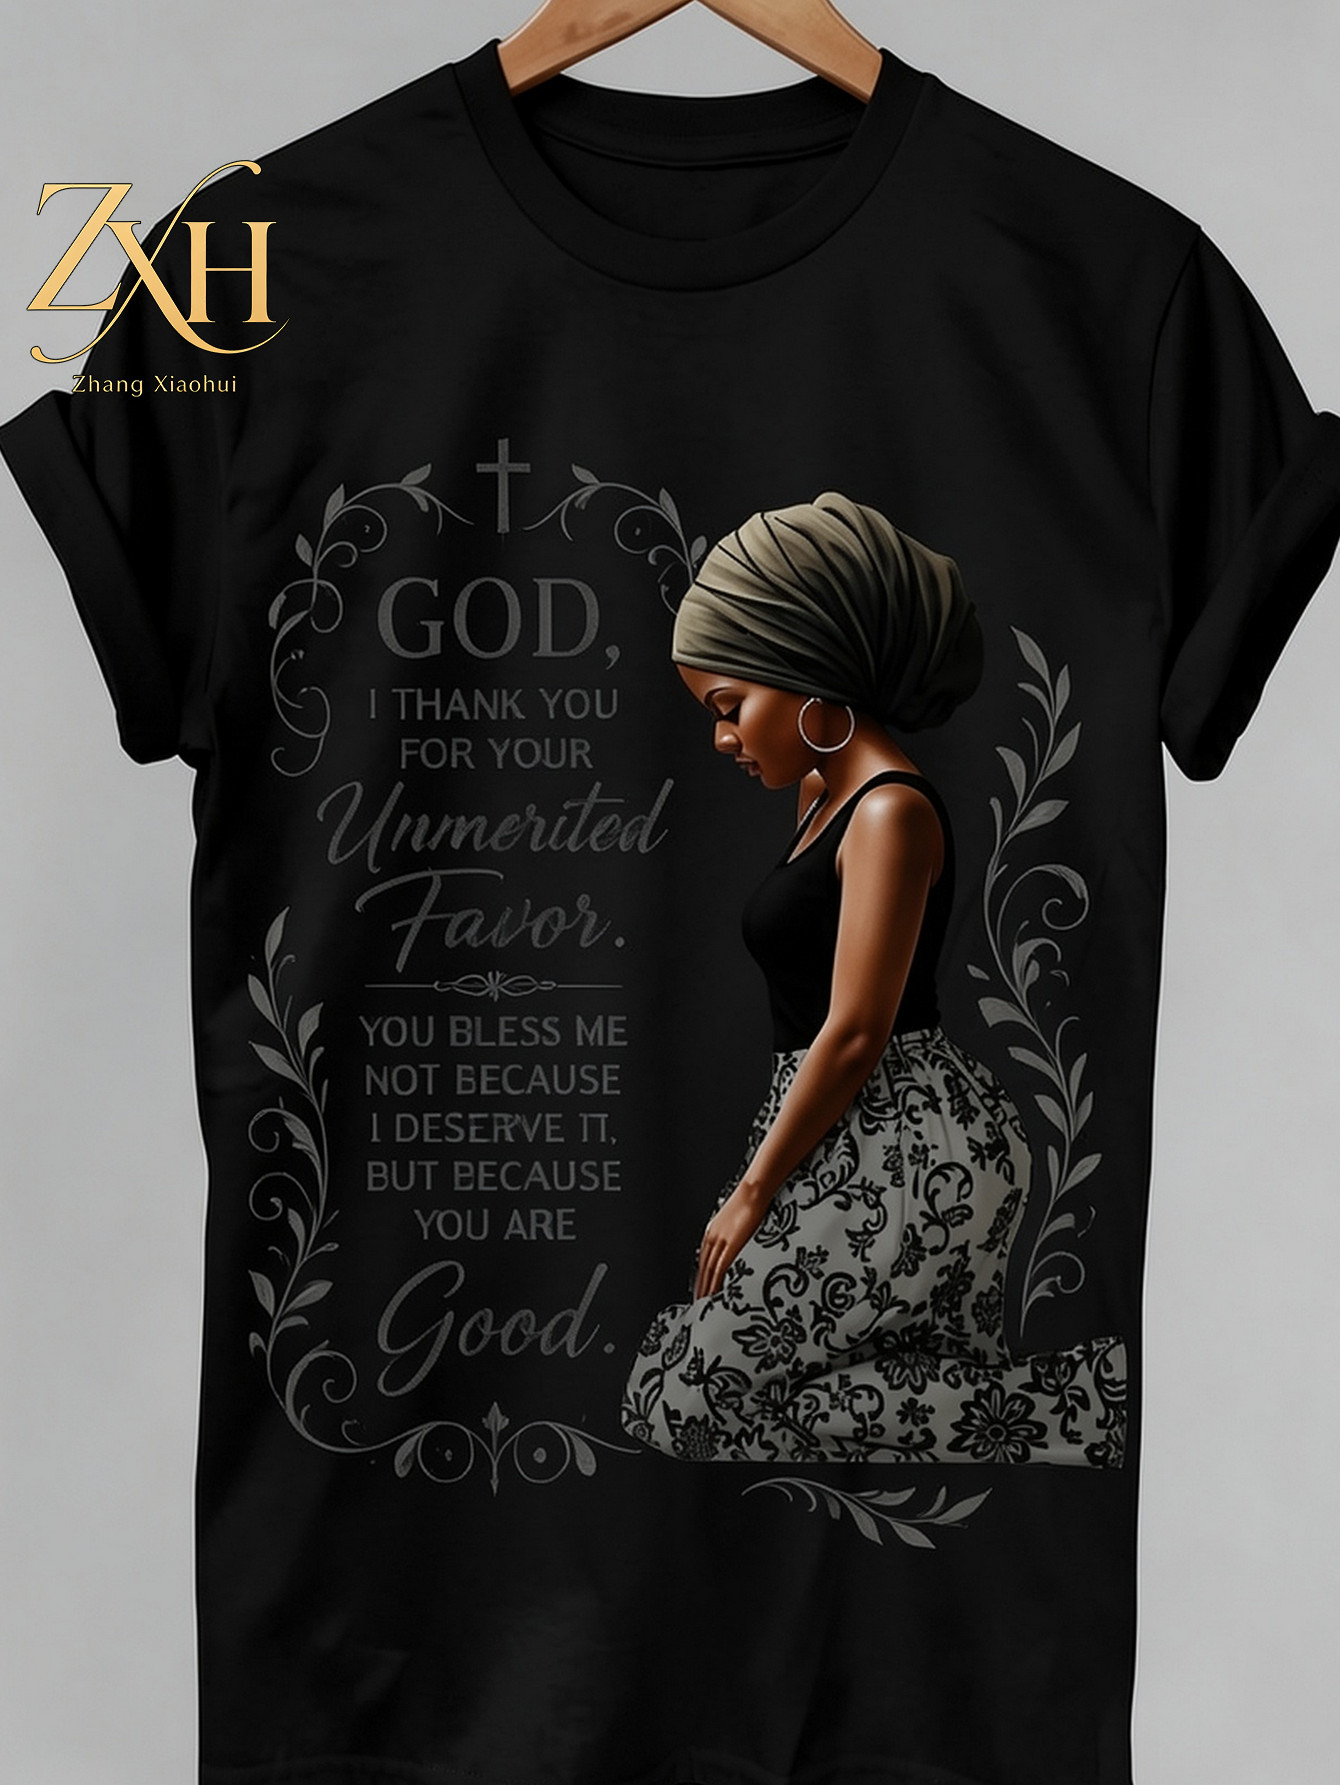 ZXH
Zhang Xiaohui
GOD,
I THANK YOU
FOR YOUR
Unmerited
Favor.
YOU BLESS ME
NOT BECAUSE
I DESERVE IT,
BUT BECAUSE
YOU ARE
Good.